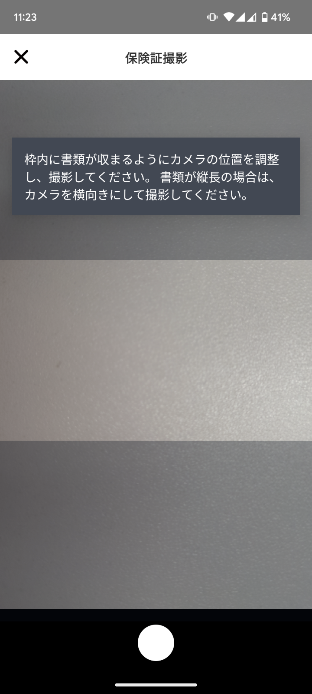 11:23
41%
保険証撮影
枠内に書類が収まるようにカメラの位置を調整
し、撮影してください。 書類が縦長の場合は、
カメラを横向きにして撮影してください。